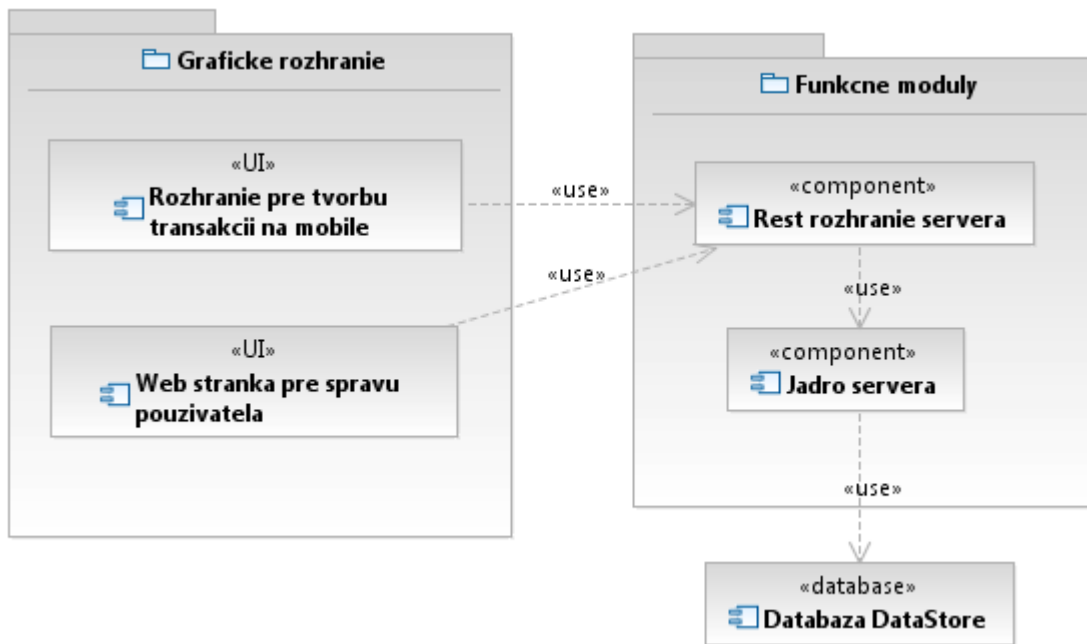 Graficke rozhranie
«UI»
Rozhranie pre tvorbu
transakcii na mobile
«UI»
Web stranka pre spravu
pouzivatela
«use»
«use»
Funkcne moduly
«component»
Rest rozhranie servera
«use»
«component»
Jadro servera
«use»
«database»
Databaza DataStore